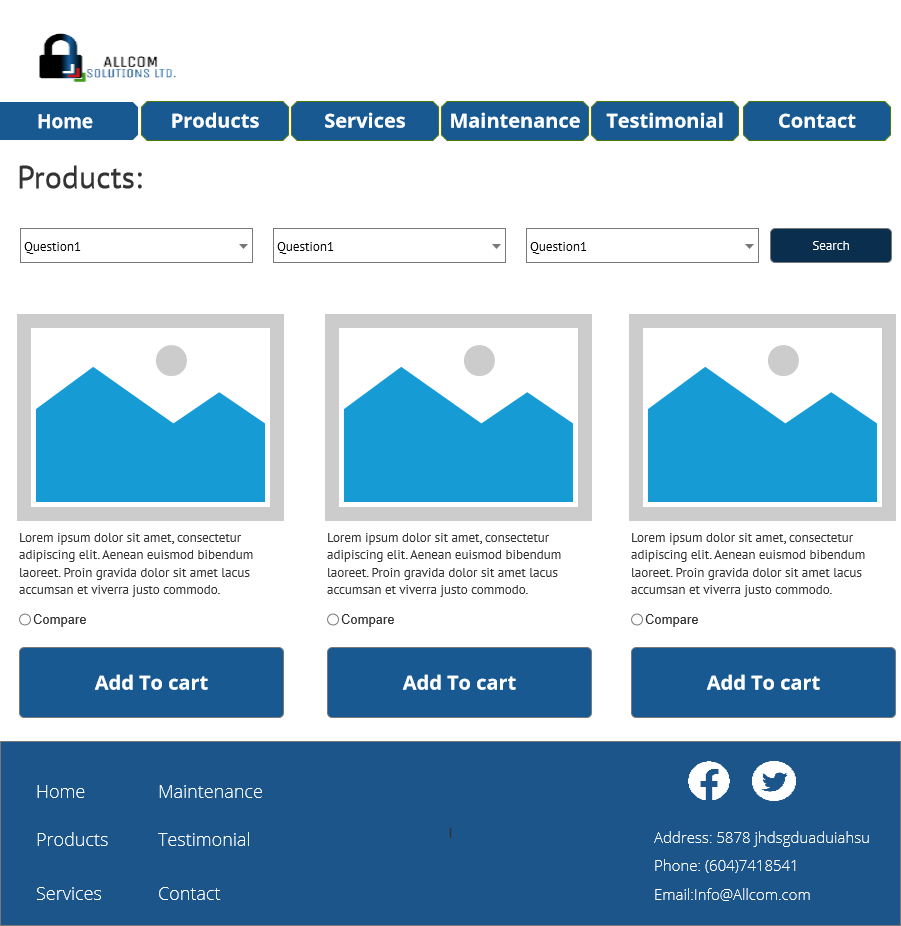 ALLCOM
SOLUTIONS LTD.
Home Products Services Maintenance Testimonial Contact
Products:
Question1 Question1 Question1 Search
Lorem ipsum dolor sit amet, consectetur
adipiscing elit. Aenean euismod bibendum
laoreet. Proin gravida dolor sit amet lacus
accumsan et viverra justo commodo.
Compare
Add To cart
Lorem ipsum dolor sit amet, consectetur
adipiscing elit. Aenean euismod bibendum
laoreet. Proin gravida dolor sit amet lacus
accumsan et viverra justo commodo.
Compare
Add To cart
Lorem ipsum dolor sit amet, consectetur
adipiscing elit. Aenean euismod bibendum
laoreet. Proin gravida dolor sit amet lacus
accumsan et viverra justo commodo.
Compare
Add To cart
Home Maintenance
Products Testimonial
Services Contact
Address: 5878 jhdsgduaduiahsu
Phone: (604)7418541
Email:Info@Allcom.com